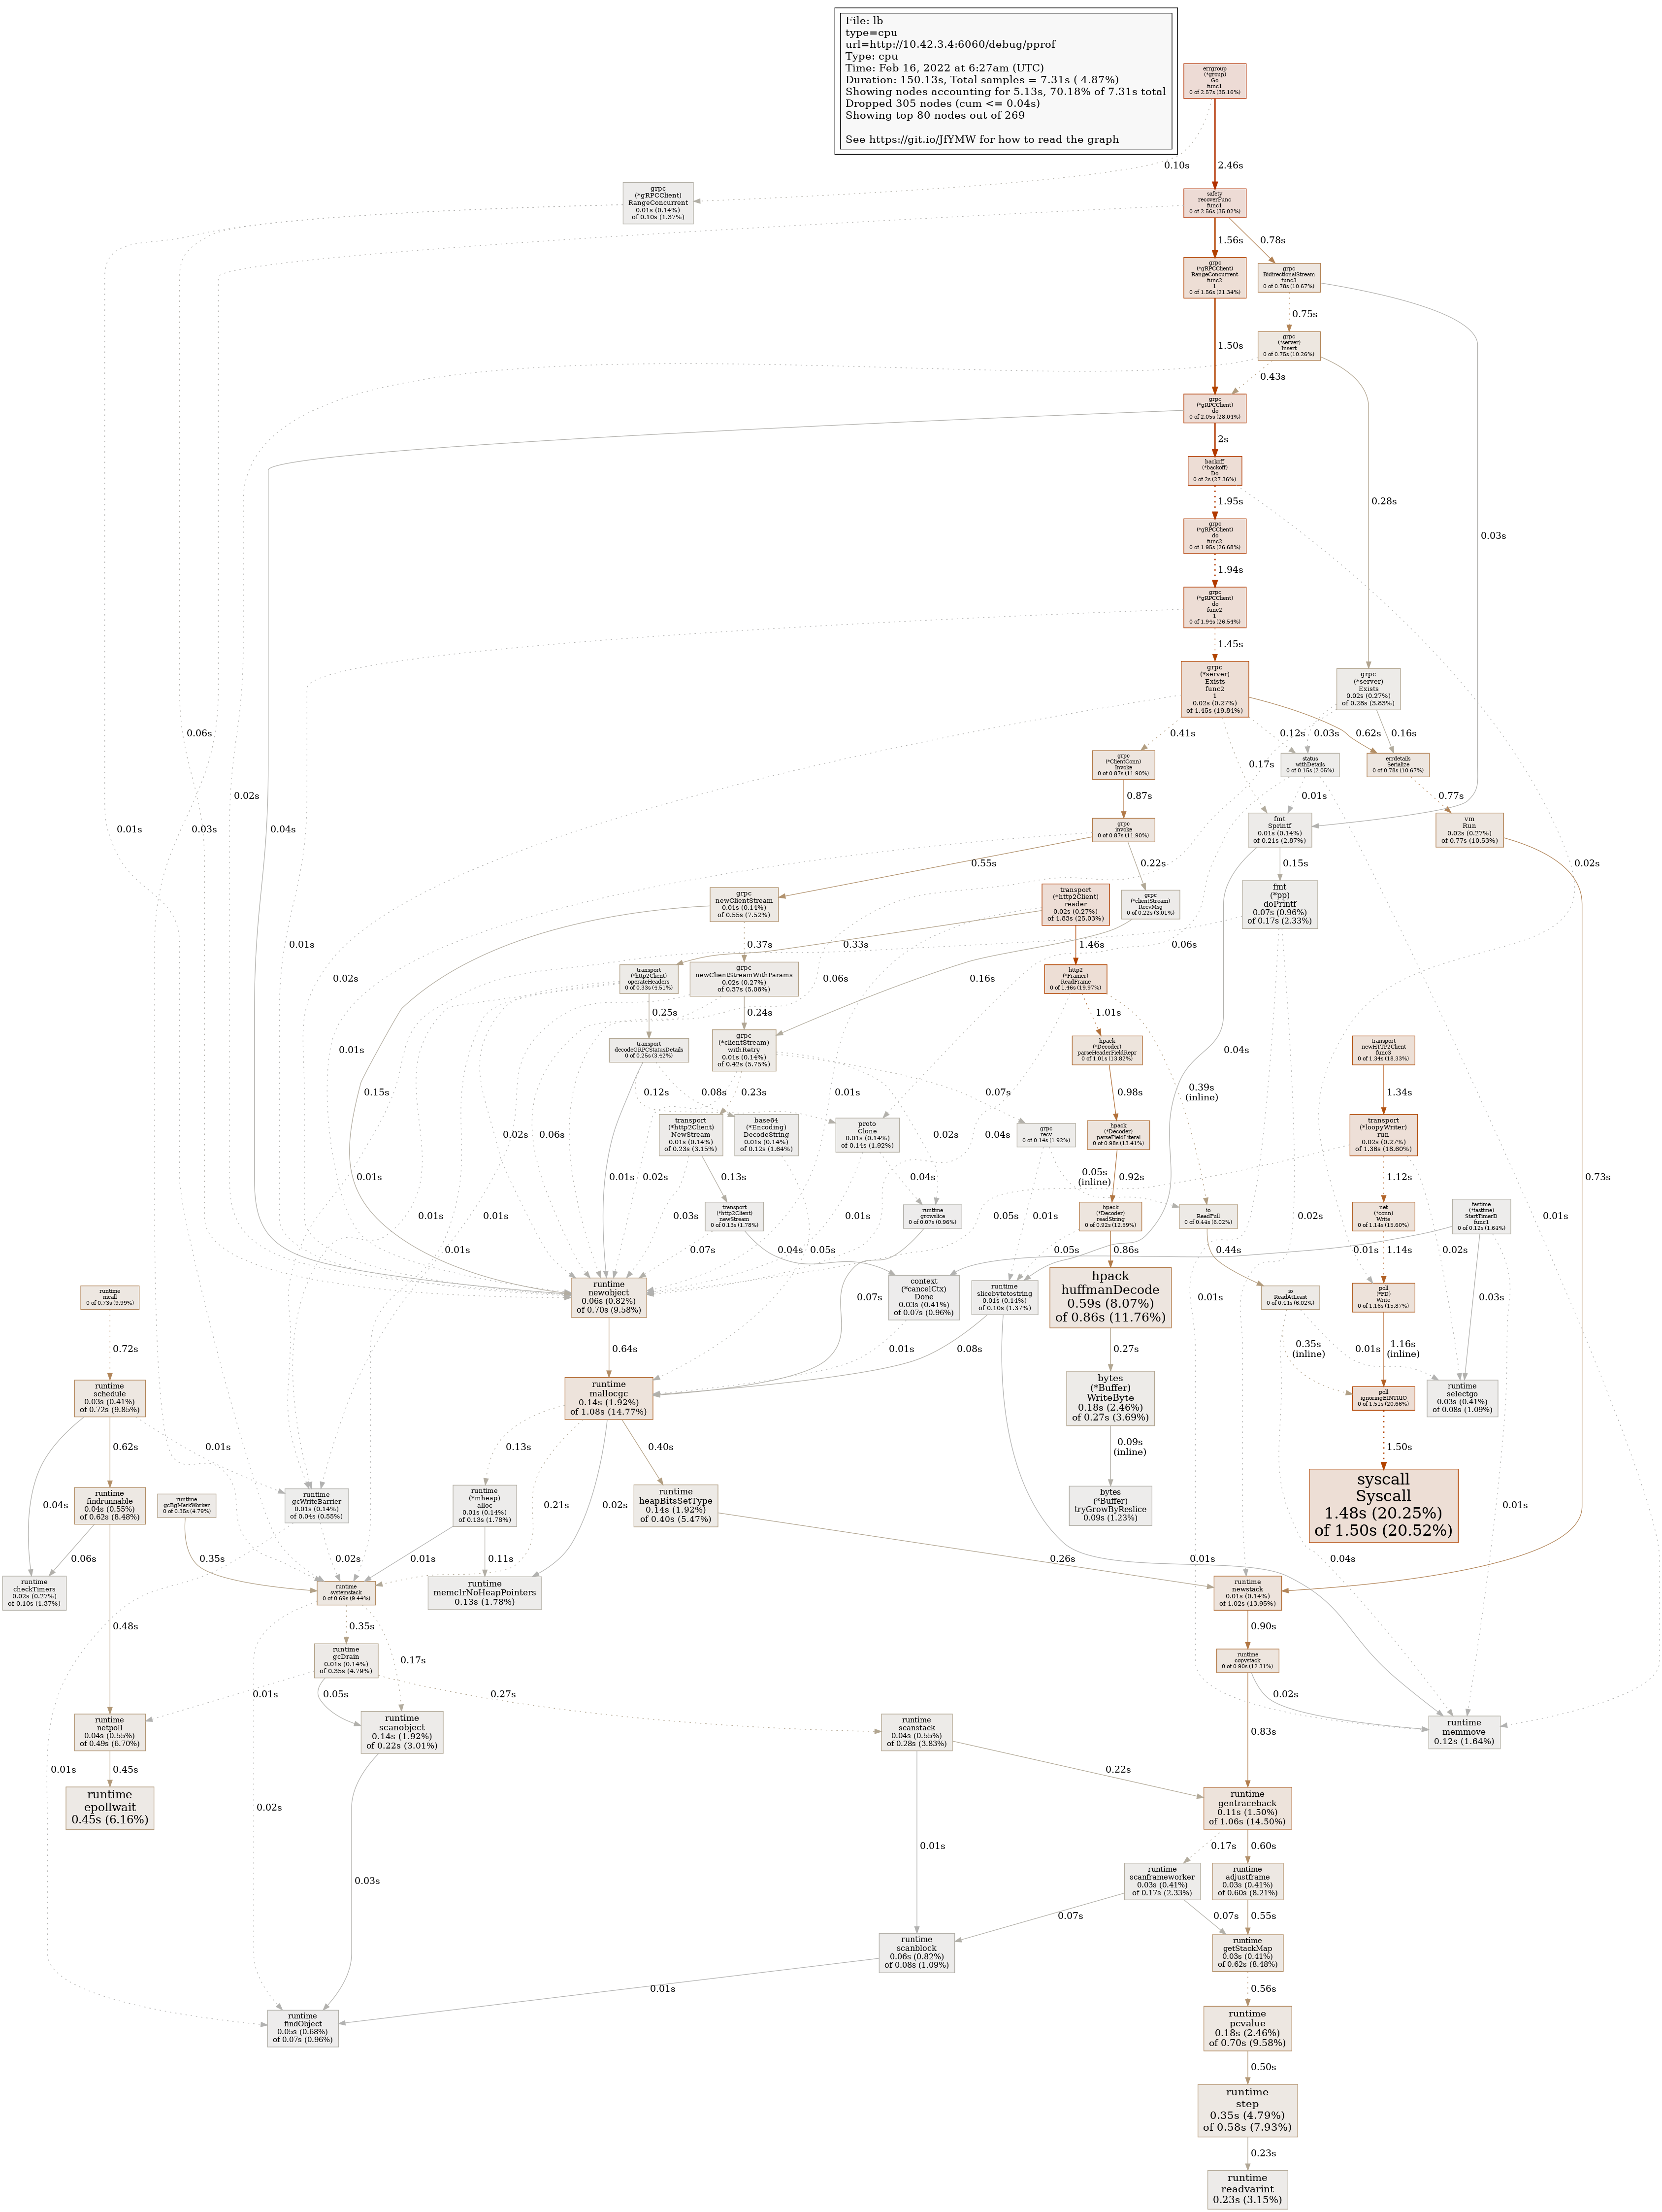 File: lb
type=cpu
url=http://10.42.3.4:6060/debug/pprof
Type: cpu
Time: Feb 16, 2022 at 6:27am (UTC)
Duration: 150.13s, Total samples = 7.31s ( 4.87%)
Showing nodes accounting for 5.13s, 70.18% of 7.31s total
Dropped 305 nodes (cum <= 0.04s)
Showing top 80 nodes out of 269
See https://git.io/JfYMW for how to read the graph
errgroup
(*group)
Go
func1
0 of 2.57s (35.16%)
0.10s
2.46s
grpc
(*gRPCClient)
RangeConcurrent
0.01s (0.14%)
of 0.10s (1.37%)
safety
recoverFunc
func1
0 of 2.56s (35.02%)
1.56s
0.78s
grpc
(*gRPCClient)
RangeConcurrent
func2
1
0 of 1.56s (21.34%)
grpc
BidirectionalStream
func3
0 of 0.78s (10.67%)
0.75s
1.50s
grpc
(*server)
Insert
0 of 0.75s (10.26%)
0.43s
grpc
(*gRPCClient)
do
0 of 2.05s (28.04%)
2s
backoff
(*backoff)
Do
0 of 2s (27.36%)
1.95s
0.28s
0.03s
grpc
(*gRPCClient)
do
func2
0 of 1.95s (26.68%)
1.94s
grpc
(*gRPCClient)
do
func2
1
0 of 1.94s (26.54%)
1.45s
grpc
(*server)
Exists
func2
1
0.02s (0.27%)
of 1.45s (19.84%)
grpc
(*server)
Exists
0.02s (0.27%)
of 0.28s (3.83%)
0.06s
0.41s
0.12s
0.03s
0.62s
0.16s
grpc
(*ClientConn)
Invoke
0 of 0.87s (11.90%)
0.17s
status
withDetails
0 of 0.15s (2.05%)
errdetails
Serialize
0 of 0.78s (10.67%)
0.02s
0.87s
0.01s
0.77s
0.01s
0.03s
0.04s
grpc
invoke
0 of 0.87s (11.90%)
fmt
Sprintf
0.01s (0.14%)
of 0.21s (2.87%)
vm
Run
0.02s (0.27%)
of 0.77s (10.53%)
0.55s
0.22s
0.15s
0.02s
grpc
newClientStream
0.01s (0.14%)
of 0.55s (7.52%)
transport
(*http2Client)
reader
0.02s (0.27%)
of 1.83s (25.03%)
grpc
(*clientStream)
RecvMsg
0 of 0.22s (3.01%)
fmt
(*pp)
doPrintf
0.07s (0.96%)
of 0.17s (2.33%)
0.01s
0.37s
0.33s
1.46s
0.06s
0.02s
transport
(*http2Client)
operateHeaders
0 of 0.33s (4.51%)
grpc
newClientStreamWithParams
0.02s (0.27%)
of 0.37s (5.06%)
0.06s
0.16s
http2
(*Framer)
ReadFrame
0 of 1.46s (19.97%)
0.25s
0.24s
1.01s
transport
decodeGRPCStatusDetails
0 of 0.25s (3.42%)
grpc
(*clientStream)
withRetry
0.01s (0.14%)
of 0.42s (5.75%)
hpack
(*Decoder)
parseHeaderFieldRepr
0 of 1.01s (13.82%)
transport
newHTTP2Client
func3
0 of 1.34s (18.33%)
0.01s
0.04s
0.01s
0.15s
0.12s
0.08s
0.23s
0.01s
0.07s
0.98s
0.39s
(inline)
1.34s
transport
(*http2Client)
NewStream
0.01s (0.14%)
of 0.23s (3.15%)
base64
(*Encoding)
DecodeString
0.01s (0.14%)
of 0.12s (1.64%)
proto
Clone
0.01s (0.14%)
of 0.14s (1.92%)
grpc
recv
0 of 0.14s (1.92%)
hpack
(*Decoder)
parseFieldLiteral
0 of 0.98s (13.41%)
transport
(*loopyWriter)
run
0.02s (0.27%)
of 1.36s (18.60%)
0.02s
0.06s
0.02s
0.04s
0.01s
0.01s
0.02s
0.13s
0.04s
0.05s
(inline)
0.92s
0.02s
1.12s
0.73s
transport
(*http2Client)
newStream
0 of 0.13s (1.78%)
runtime
growslice
0 of 0.07s (0.96%)
hpack
(*Decoder)
readString
0 of 0.92s (12.59%)
io
ReadFull
0 of 0.44s (6.02%)
net
(*conn)
Write
0 of 1.14s (15.60%)
fastime
(*fastime)
StartTimerD
func1
0 of 0.12s (1.64%)
0.01s
0.01s
0.01s
0.03s
0.07s
0.04s
0.01s
0.05s
0.05s
0.01s
0.05s
0.86s
0.44s
0.01s
1.14s
0.02s
0.01s
0.03s
runtime
mcall
0 of 0.73s (9.99%)
runtime
newobject
0.06s (0.82%)
of 0.70s (9.58%)
context
(*cancelCtx)
Done
0.03s (0.41%)
of 0.07s (0.96%)
runtime
slicebytetostring
0.01s (0.14%)
of 0.10s (1.37%)
hpack
huffmanDecode
0.59s (8.07%)
of 0.86s (11.76%)
io
ReadAtLeast
0 of 0.44s (6.02%)
poll
(*FD)
Write
0 of 1.16s (15.87%)
0.72s
0.64s
0.07s
0.01s
0.08s
0.27s
0.35s
(inline)
0.01s
1.16s
(inline)
runtime
schedule
0.03s (0.41%)
of 0.72s (9.85%)
runtime
mallocgc
0.14s (1.92%)
of 1.08s (14.77%)
bytes
(*Buffer)
WriteByte
0.18s (2.46%)
of 0.27s (3.69%)
poll
ignoringEINTRIO
0 of 1.51s (20.66%)
runtime
selectgo
0.03s (0.41%)
of 0.08s (1.09%)
0.62s
0.01s
0.13s
0.40s
0.09s
(inline)
1.50s
0.04s
runtime
findrunnable
0.04s (0.55%)
of 0.62s (8.48%)
runtime
gcBgMarkWorker
0 of 0.35s (4.79%)
runtime
gcWriteBarrier
0.01s (0.14%)
of 0.04s (0.55%)
runtime
(*mheap)
alloc
0.01s (0.14%)
of 0.13s (1.78%)
0.21s
0.02s
runtime
heapBitsSetType
0.14s (1.92%)
of 0.40s (5.47%)
bytes
(*Buffer)
tryGrowByReslice
0.09s (1.23%)
syscall
Syscall
1.48s (20.25%)
of 1.50s (20.52%)
0.01s
0.06s
0.35s
0.02s
0.01s
0.11s
0.26s
0.01s
0.04s
runtime
checkTimers
0.02s (0.27%)
of 0.10s (1.37%)
runtime
systemstack
0 of 0.69s (9.44%)
runtime
memclrNoHeapPointers
0.13s (1.78%)
runtime
newstack
0.01s (0.14%)
of 1.02s (13.95%)
0.48s
0.35s
0.17s
0.90s
runtime
gcDrain
0.01s (0.14%)
of 0.35s (4.79%)
runtime
copystack
0 of 0.90s (12.31%)
0.01s
0.05s
0.27s
0.02s
0.83s
runtime
netpoll
0.04s (0.55%)
of 0.49s (6.70%)
runtime
scanobject
0.14s (1.92%)
of 0.22s (3.01%)
runtime
scanstack
0.04s (0.55%)
of 0.28s (3.83%)
runtime
memmove
0.12s (1.64%)
0.01s
0.45s
0.22s
runtime
epollwait
0.45s (6.16%)
0.02s
runtime
gentraceback
0.11s (1.50%)
of 1.06s (14.50%)
0.01s
0.17s
0.60s
0.03s
runtime
scanframeworker
0.03s (0.41%)
of 0.17s (2.33%)
runtime
adjustframe
0.03s (0.41%)
of 0.60s (8.21%)
0.07s
0.07s
0.55s
runtime
scanblock
0.06s (0.82%)
of 0.08s (1.09%)
runtime
getStackMap
0.03s (0.41%)
of 0.62s (8.48%)
0.01s
0.56s
runtime
findObject
0.05s (0.68%)
of 0.07s (0.96%)
runtime
pcvalue
0.18s (2.46%)
of 0.70s (9.58%)
0.50s
runtime
step
0.35s (4.79%)
of 0.58s (7.93%)
0.23s
runtime
readvarint
0.23s (3.15%)